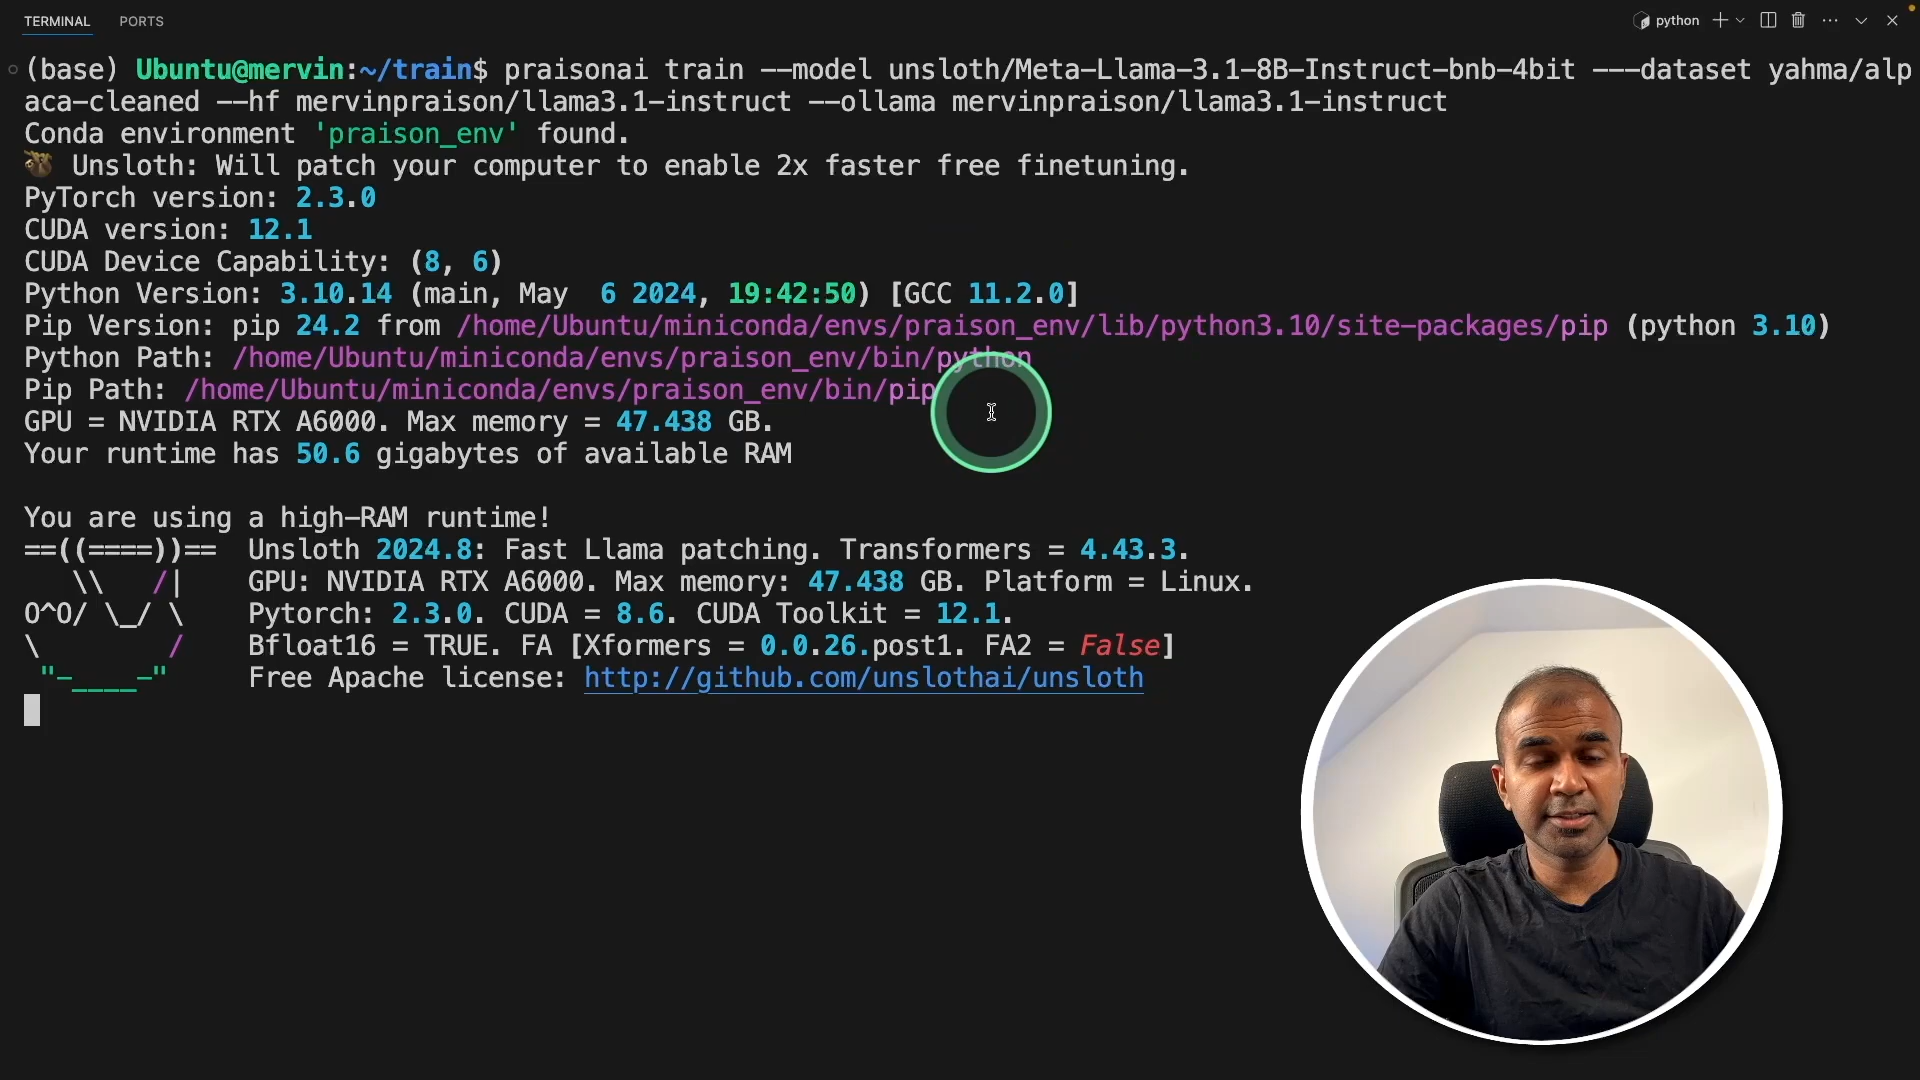 TERMINAL PORTS python
(base) Ubuntu@mervin:~/train$ praisonai train --model unsloth/Meta-Llama-3.1-8B-Instruct-bnb-4bit ---dataset yahma/alp
aca-cleaned --hf mervinpraison/llama3.1-instruct --ollama mervinpraison/llama3.1-instruct
Conda environment 'praison_env' found.
🦥 Unsloth: Will patch your computer to enable 2x faster free finetuning.
PyTorch version: 2.3.0
CUDA version: 12.1
CUDA Device Capability: (8, 6)
Python Version: 3.10.14 (main, May  6 2024, 19:42:50) [GCC 11.2.0]
Pip Version: pip 24.2 from /home/Ubuntu/miniconda/envs/praison_env/lib/python3.10/site-packages/pip (python 3.10)
Python Path: /home/Ubuntu/miniconda/envs/praison_env/bin/python
Pip Path: /home/Ubuntu/miniconda/envs/praison_env/bin/pip
GPU = NVIDIA RTX A6000. Max memory = 47.438 GB.
Your runtime has 50.6 gigabytes of available RAM
You are using a high-RAM runtime!
==((====))==  Unsloth 2024.8: Fast Llama patching. Transformers = 4.43.3.
   \\   /|    GPU: NVIDIA RTX A6000. Max memory: 47.438 GB. Platform = Linux.
O^O/ \_/ \    Pytorch: 2.3.0. CUDA = 8.6. CUDA Toolkit = 12.1.
\        /    Bfloat16 = TRUE. FA [Xformers = 0.0.26.post1. FA2 = False]
 "-____-"     Free Apache license: http://github.com/unslothai/unsloth